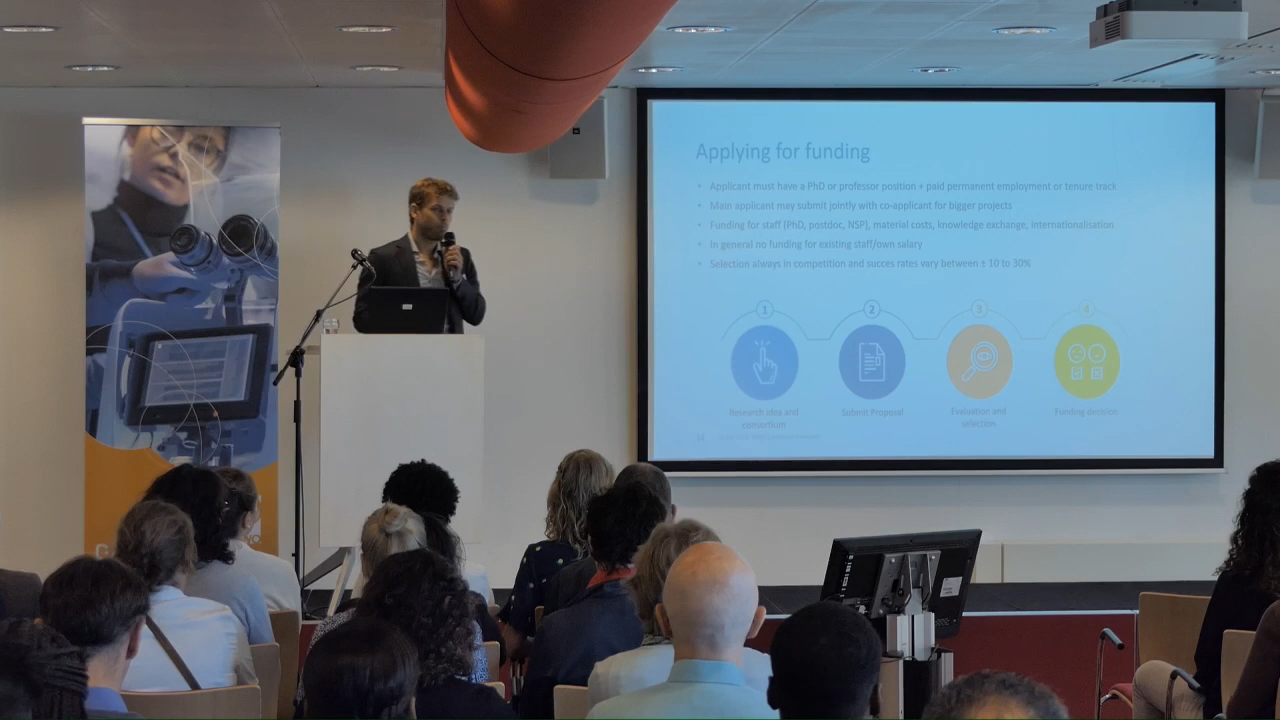 Applying for funding
• Applicant must have a PhD or professor position + paid permanent employment or tenure track
• Main applicant may submit jointly with co-applicant for bigger projects
• Funding for staff (PhD, postdoc, NSP), material costs, knowledge exchange, internationalisation
• In general no funding for existing staff/own salary
• Selection always in competition and succes rates vary between ± 10 to 30%
1 2 3 4
Research idea and
consortium
Submit Proposal
Evaluation and
selection
Funding decision